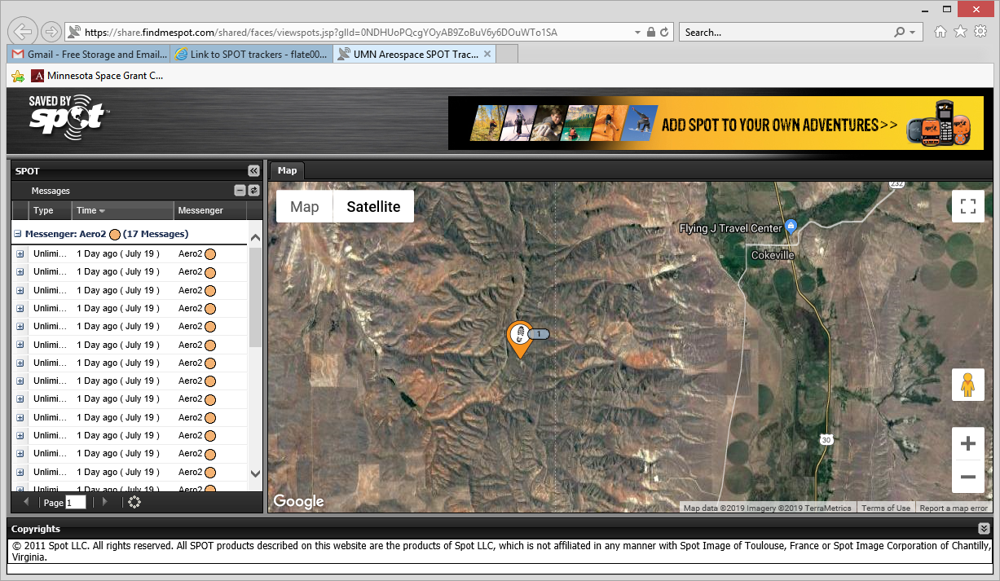 https://share.findmespot.com/shared/faces/viewspots.jsp?glId=0NDHUoPQcgYOyAB9ZoBuV6y6DOuWTo1SA
Search...
Gmail - Free Storage and Email...
Link to SPOT trackers - flate00...
UMN Areospace SPOT Trac...
Minnesota Space Grant C...
SAVED BY
spot
ADD SPOT TO YOUR OWN ADVENTURES>>
SPOT
Messages
Type Time Messenger
Messenger: Aero2 (17 Messages)
Unlimi... 1 Day ago ( July 19 ) Aero2
Unlimi... 1 Day ago ( July 19 ) Aero2
Unlimi... 1 Day ago ( July 19 ) Aero2
Unlimi... 1 Day ago ( July 19 ) Aero2
Unlimi... 1 Day ago ( July 19 ) Aero2
Unlimi... 1 Day ago ( July 19 ) Aero2
Unlimi... 1 Day ago ( July 19 ) Aero2
Unlimi... 1 Day ago ( July 19 ) Aero2
Unlimi... 1 Day ago ( July 19 ) Aero2
Unlimi... 1 Day ago ( July 19 ) Aero2
Unlimi... 1 Day ago ( July 19 ) Aero2
Unlimi... 1 Day ago ( July 19 ) Aero2
Unlimi... 1 Day ago ( July 19 ) Aero2
Unlimi... 1 Day ago ( July 19 ) Aero2
Page 1
Map
Map Satellite
232
Flying J Travel Center
Cokeville
1
30
Google
Map data ©2019 Imagery ©2019 TerraMetrics Terms of Use Report a map error
Copyrights
© 2011 Spot LLC. All rights reserved. All SPOT products described on this website are the products of Spot LLC, which is not affiliated in any manner with Spot Image of Toulouse, France or Spot Image Corporation of Chantilly,
Virginia.